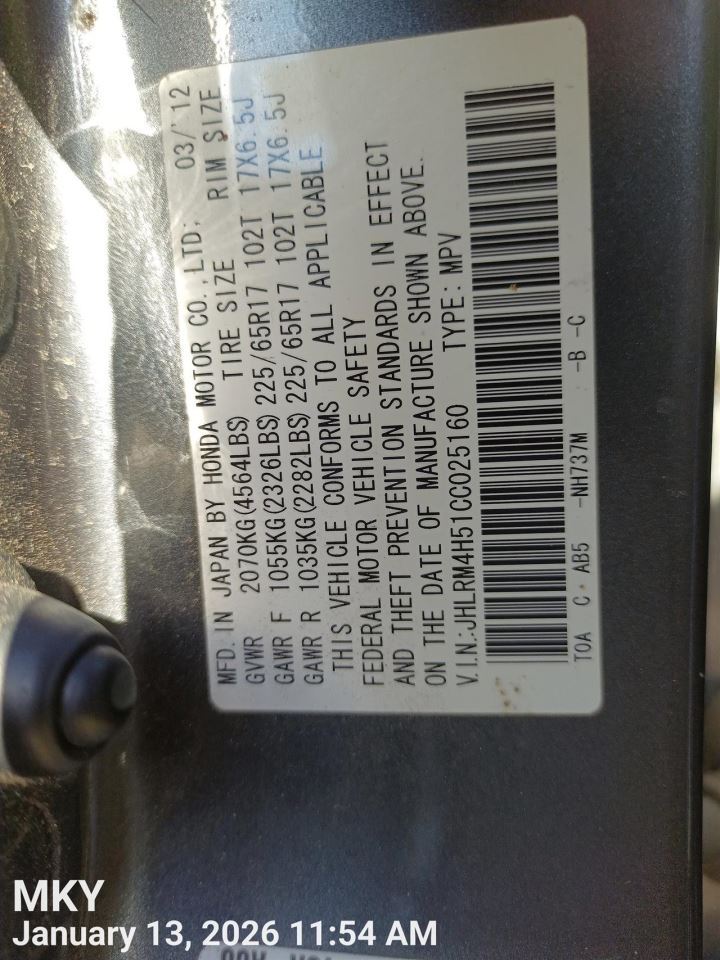 MFD. IN JAPAN BY HONDA MOTOR CO., LTD; 03/'12
GVWR 2070KG(4564LBS) TIRE SIZE RIM SIZE
GAWR F 1055KG(2326LBS) 225/65R17 102T 17X6.5J
GAWR R 1035KG(2282LBS) 225/65R17 102T 17X6.5J
THIS VEHICLE CONFORMS TO ALL APPLICABLE
FEDERAL MOTOR VEHICLE SAFETY
AND THEFT PREVENTION STANDARDS IN EFFECT
ON THE DATE OF MANUFACTURE SHOWN ABOVE.
V.I.N.:JHLRM4H51CC025160 TYPE: MPV
TOA C AB5 -NH737M -B -C
MKY
January 13, 2026 11:54 AM